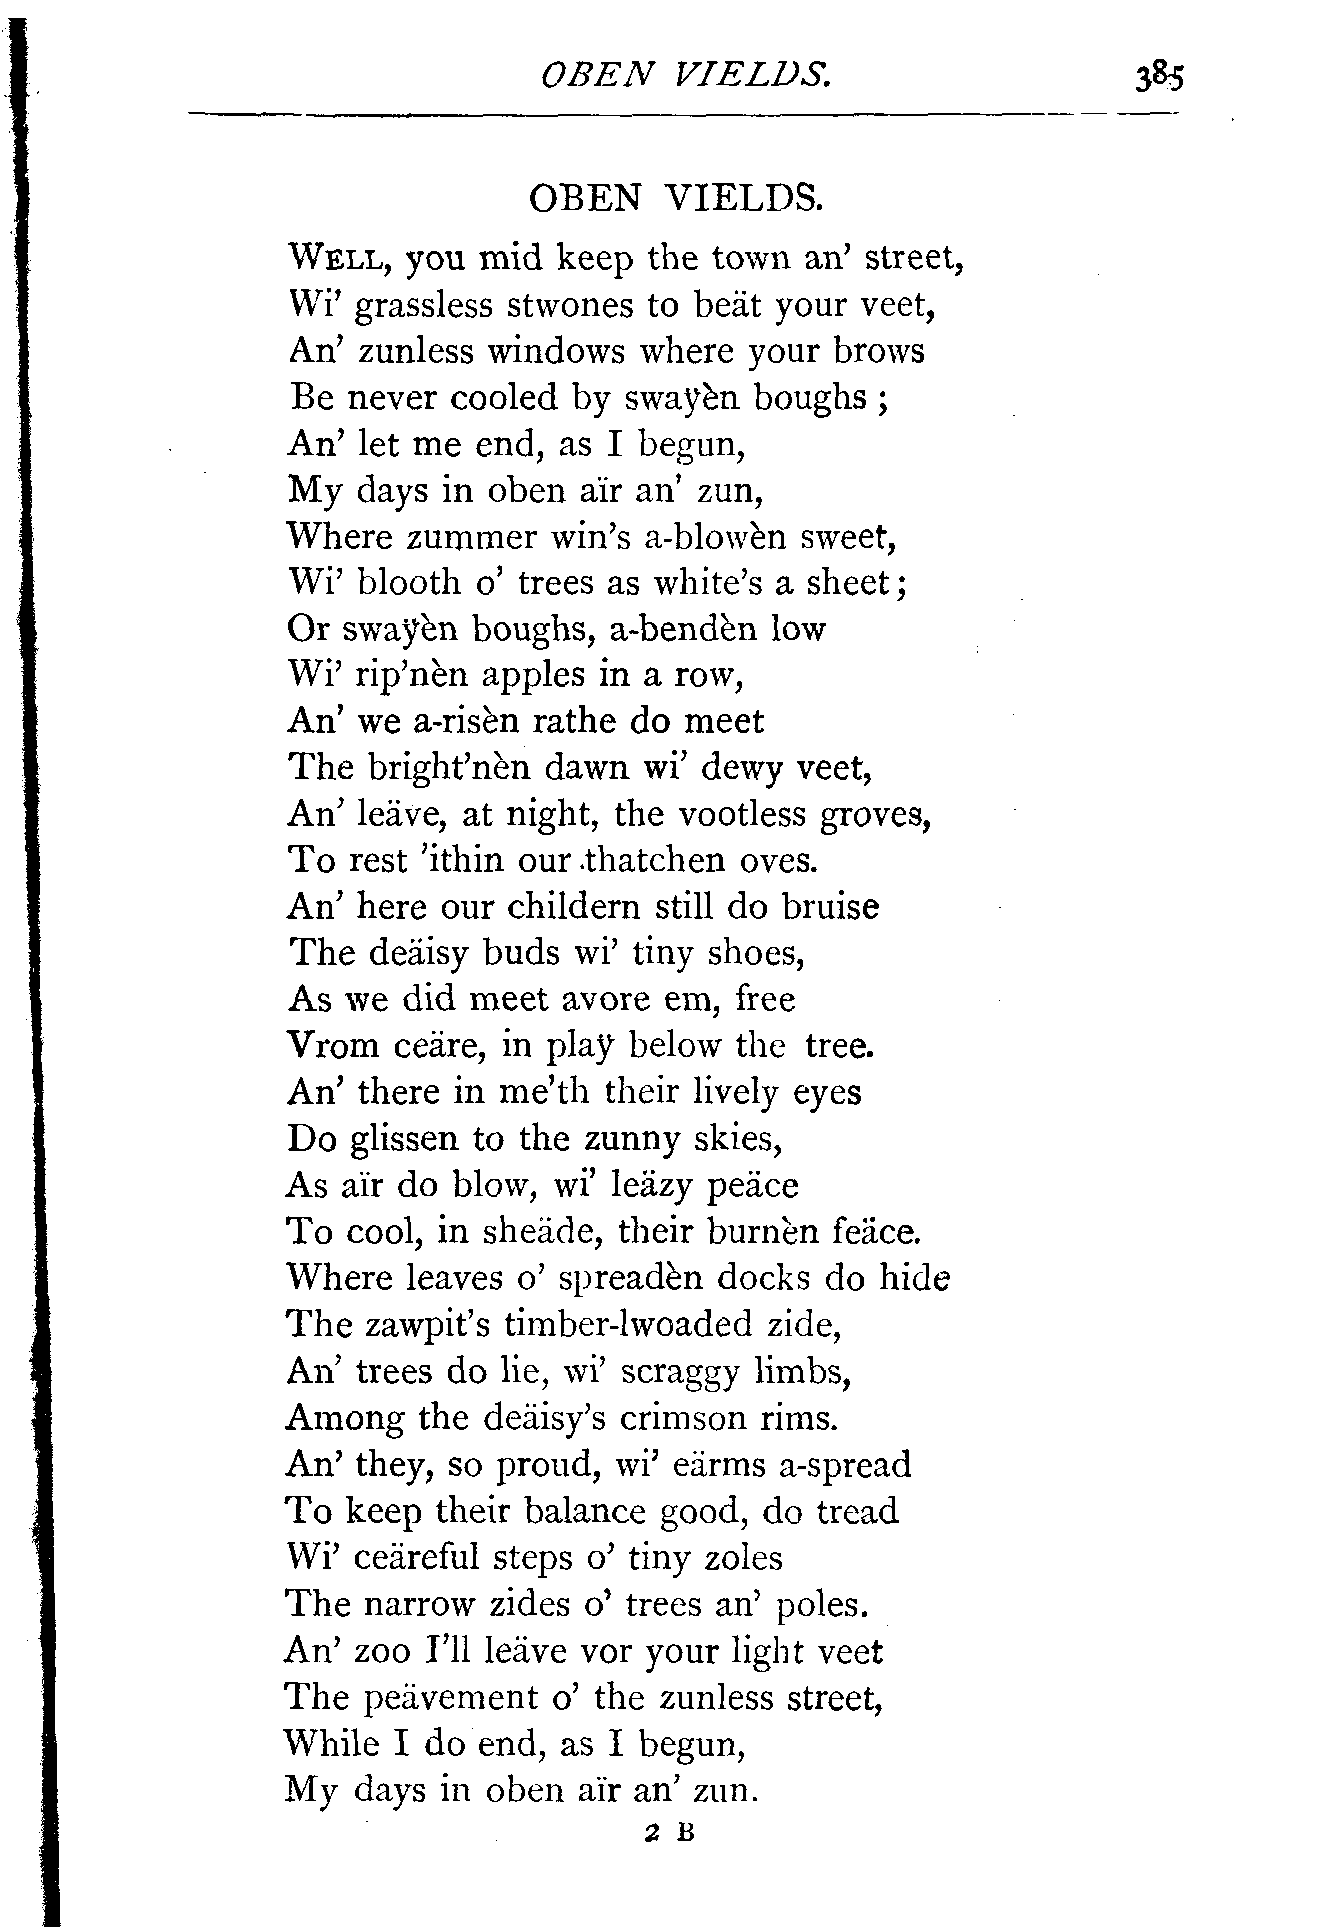 OBEN VIELDS. 385
OBEN VIELDS.
WELL, you mid keep the town an’ street,
Wi’ grassless stwones to beät your veet,
An’ zunless windows where your brows
Be never cooled by swaÿèn boughs ;
An’ let me end, as I begun,
My days in oben aïr an’ zun,
Where zummer win’s a-blowèn sweet,
Wi’ blooth o’ trees as white’s a sheet;
Or swaÿèn boughs, a-bendèn low
Wi’ rip’nèn apples in a row,
An’ we a-risèn rathe do meet
The bright’nèn dawn wi’ dewy veet,
An’ leäve, at night, the vootless groves,
To rest ’ithin our thatchen oves.
An’ here our childern still do bruise
The deäisy buds wi’ tiny shoes,
As we did meet avore em, free
Vrom ceäre, in plaÿ below the tree.
An’ there in me’th their lively eyes
Do glissen to the zunny skies,
As aïr do blow, wi’ leäzy peäce
To cool, in sheäde, their burnèn feäce.
Where leaves o’ spreadèn docks do hide
The zawpit’s timber-lwoaded zide,
An’ trees do lie, wi’ scraggy limbs,
Among the deäisy’s crimson rims.
An’ they, so proud, wi’ eärms a-spread
To keep their balance good, do tread
Wi’ ceäreful steps o’ tiny zoles
The narrow zides o’ trees an’ poles.
An’ zoo I’ll leäve vor your light veet
The peävement o’ the zunless street,
While I do end, as I begun,
My days in oben aïr an’ zun.
2 B